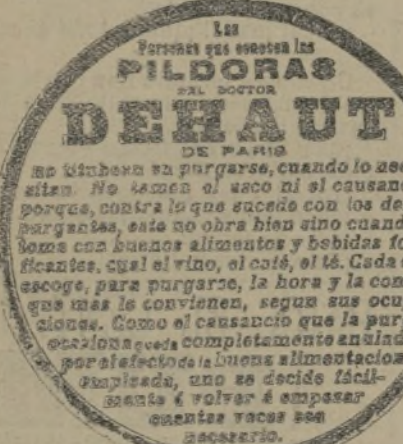 Las
Personas que conocen las
PILDORAS
DEL DOCTOR
DEHAUT
DE PARIS
no titubean en purgarse, cuando lo nece
sitan. No temen el asco ni el causanc
porque, contra lo que sucede con los de
purgantes, este no obra bien sino cuand
toma con buenos alimentos y bebidas fo
ficantes, cual el vino, el café, el té. Cada
escoge, para purgarse, la hora y la com
que mas le convienen, segun sus ocu
ciones. Como el causancio que la pur
ocasiona queda completamente anulad
por el efecto de la buena alimentacion
empleada, uno se decide fácil-
mente á volver á empezar
cuantas veces sea
necesario.